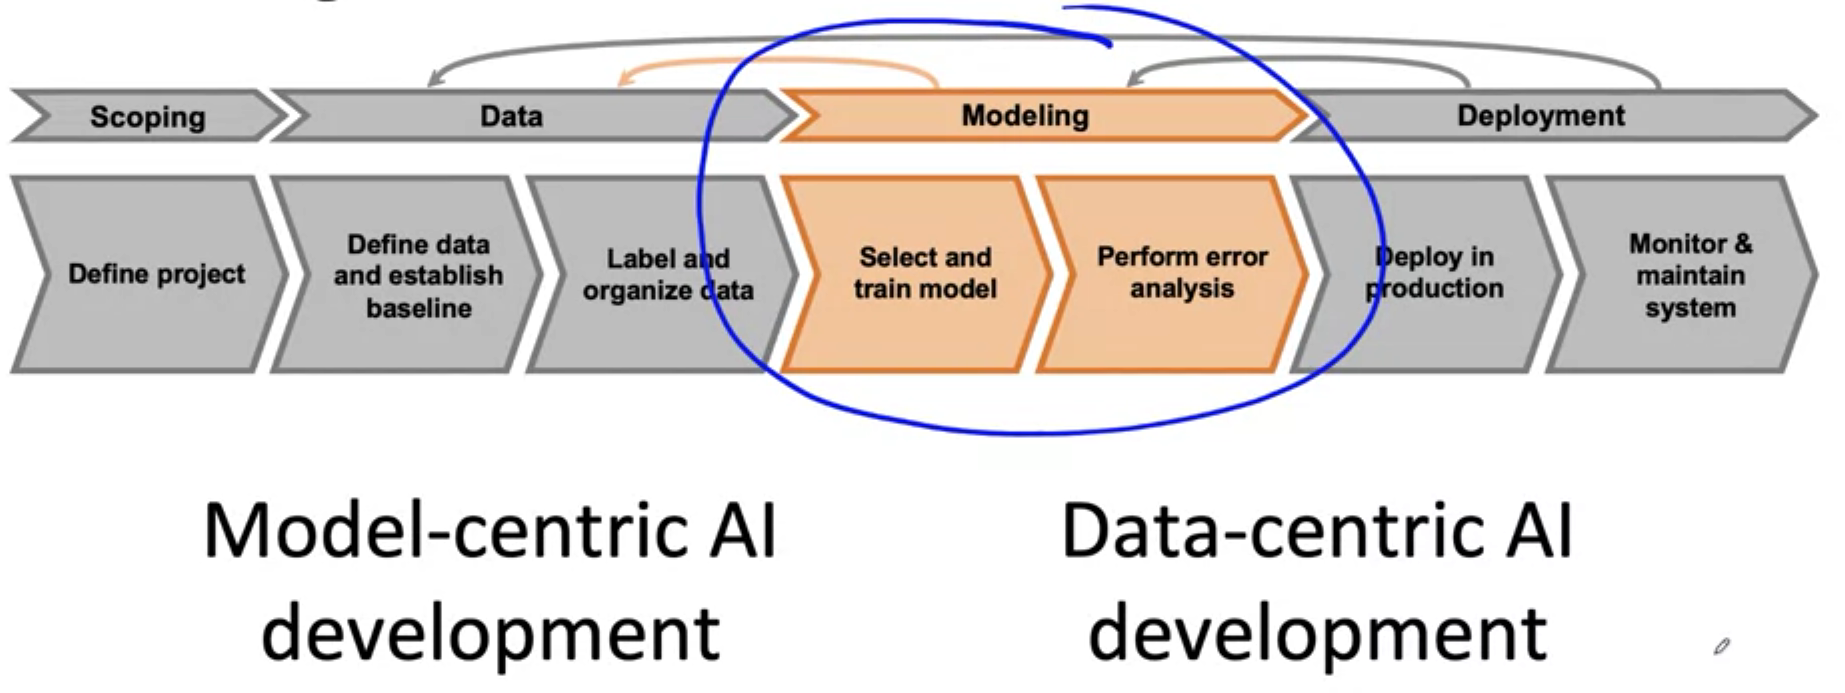 Scoping
Data
Modeling
Deployment
Define project
Define data
and establish
baseline
Label and
organize data
Select and
train model
Perform error
analysis
Deploy in
production
Monitor &
maintain
system
Model-centric AI
development
Data-centric AI
development